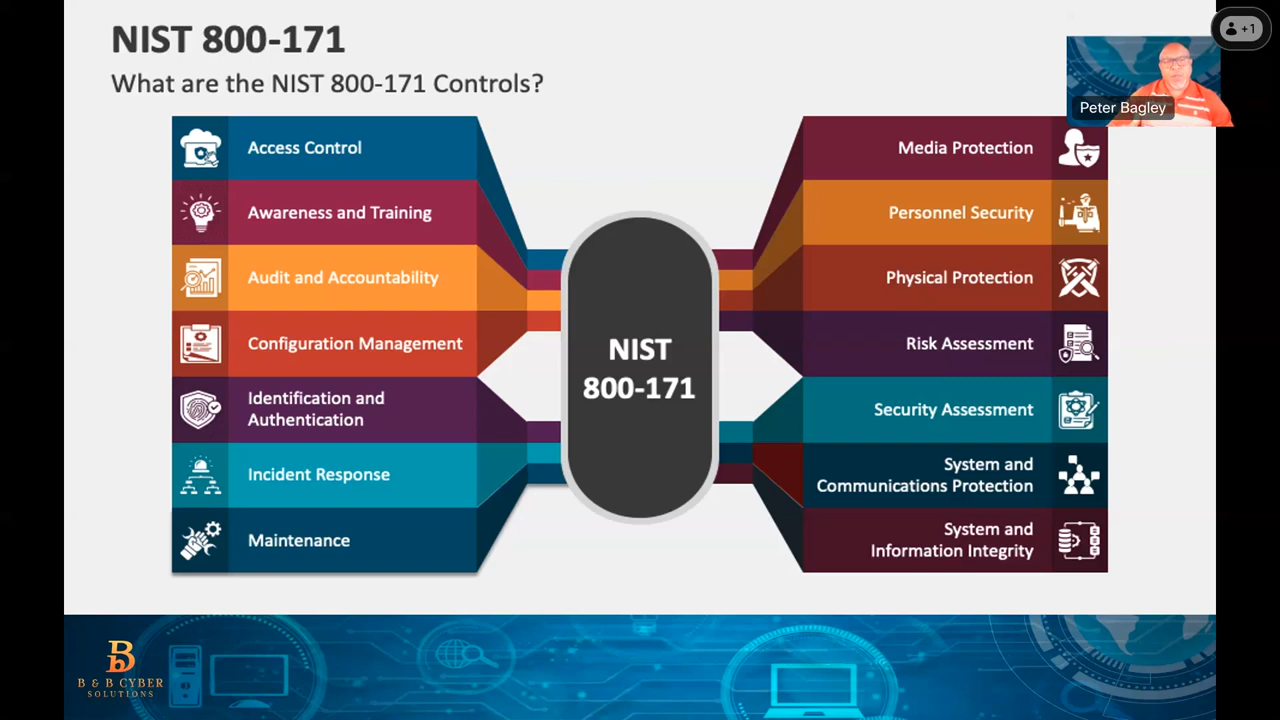 NIST 800-171
What are the NIST 800-171 Controls?
+1
Peter Bagley
Access Control
Awareness and Training
Audit and Accountability
Configuration Management
Identification and
Authentication
Incident Response
Maintenance
NIST
800-171
Media Protection
Personnel Security
Physical Protection
Risk Assessment
Security Assessment
System and
Communications Protection
System and
Information Integrity
B & B CYBER
SOLUTIONS